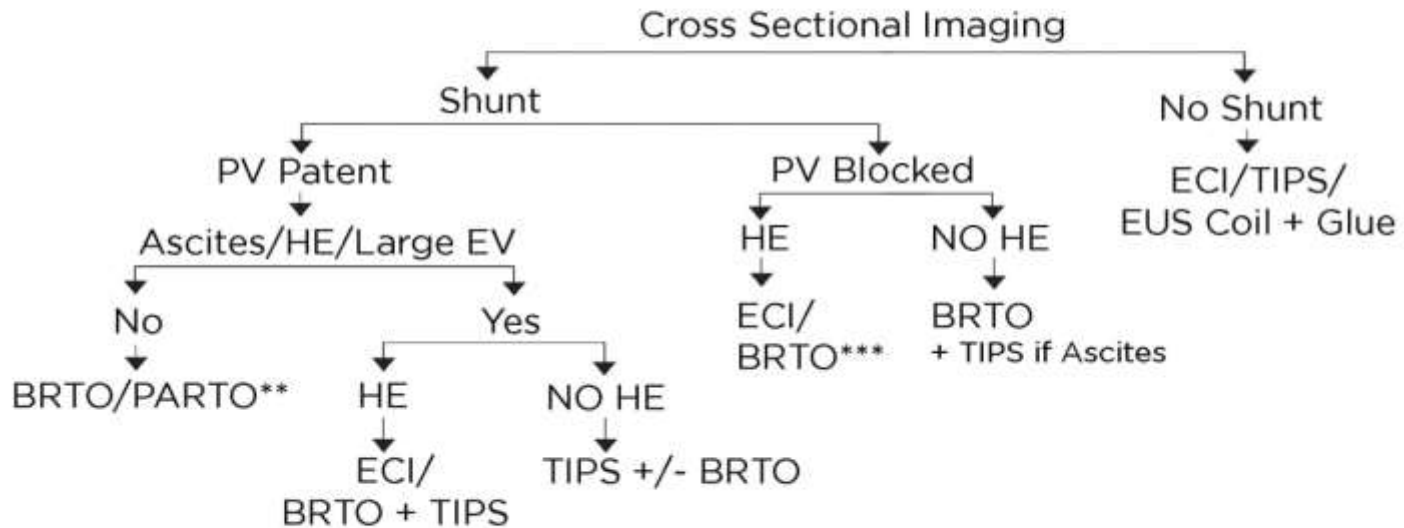 Cross Sectional Imaging
Shunt
No Shunt
PV Patent
PV Blocked
ECI/TIPS/
EUS Coil + Glue
Ascites/HE/Large EV
HE
NO HE
No
Yes
ECI/
BRTO***
BRTO
+ TIPS if Ascites
BRTO/PARTO**
HE
NO HE
ECI/
BRTO + TIPS
TIPS +/- BRTO